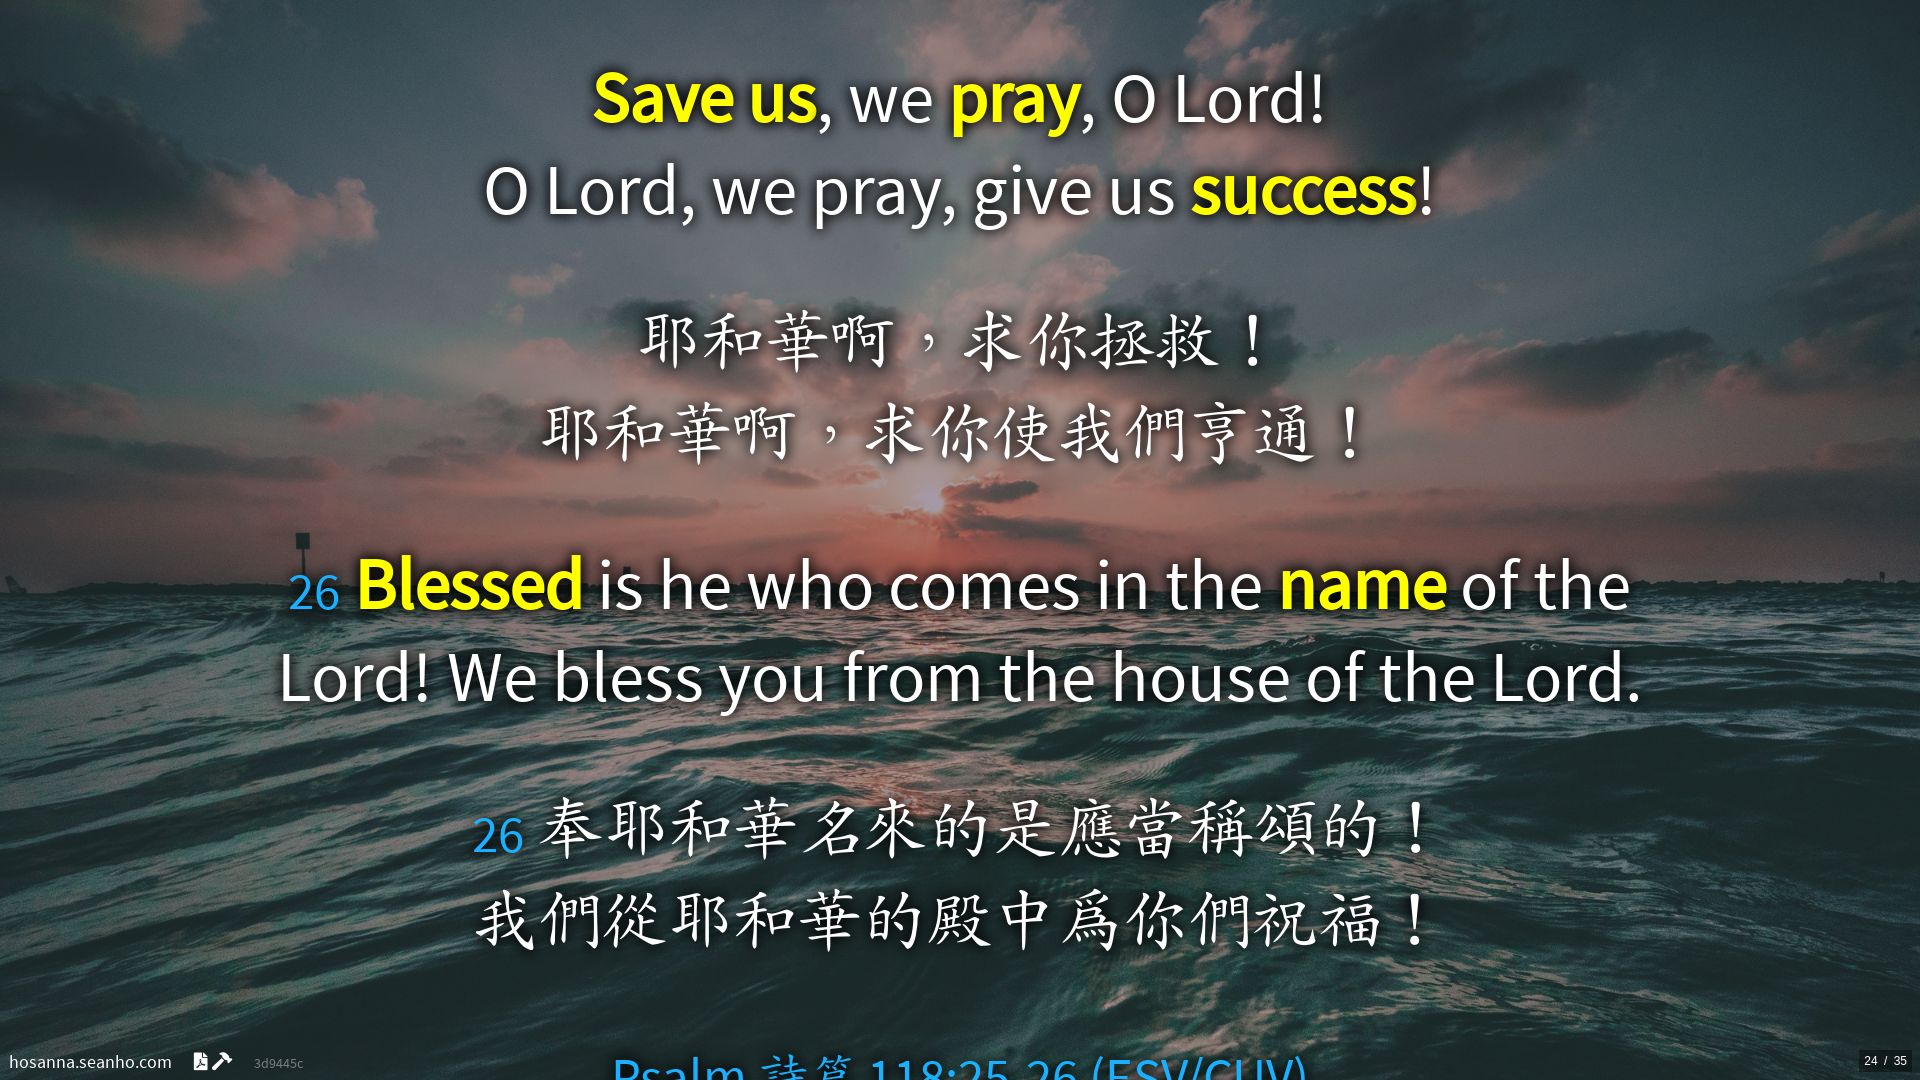 Save us, we pray, O Lord!
O Lord, we pray, give us success!
耶和華啊，求你拯救！
耶和華啊，求你使我們亨通！
26 Blessed is he who comes in the name of the
Lord! We bless you from the house of the Lord.
26 奉耶和華名來的是應當稱頌的！
我們從耶和華的殿中爲你們祝福！
Psalm 詩篇 118:25-26 (ESV/CUV)
hosanna.seanho.com 3d9445c
24 / 35